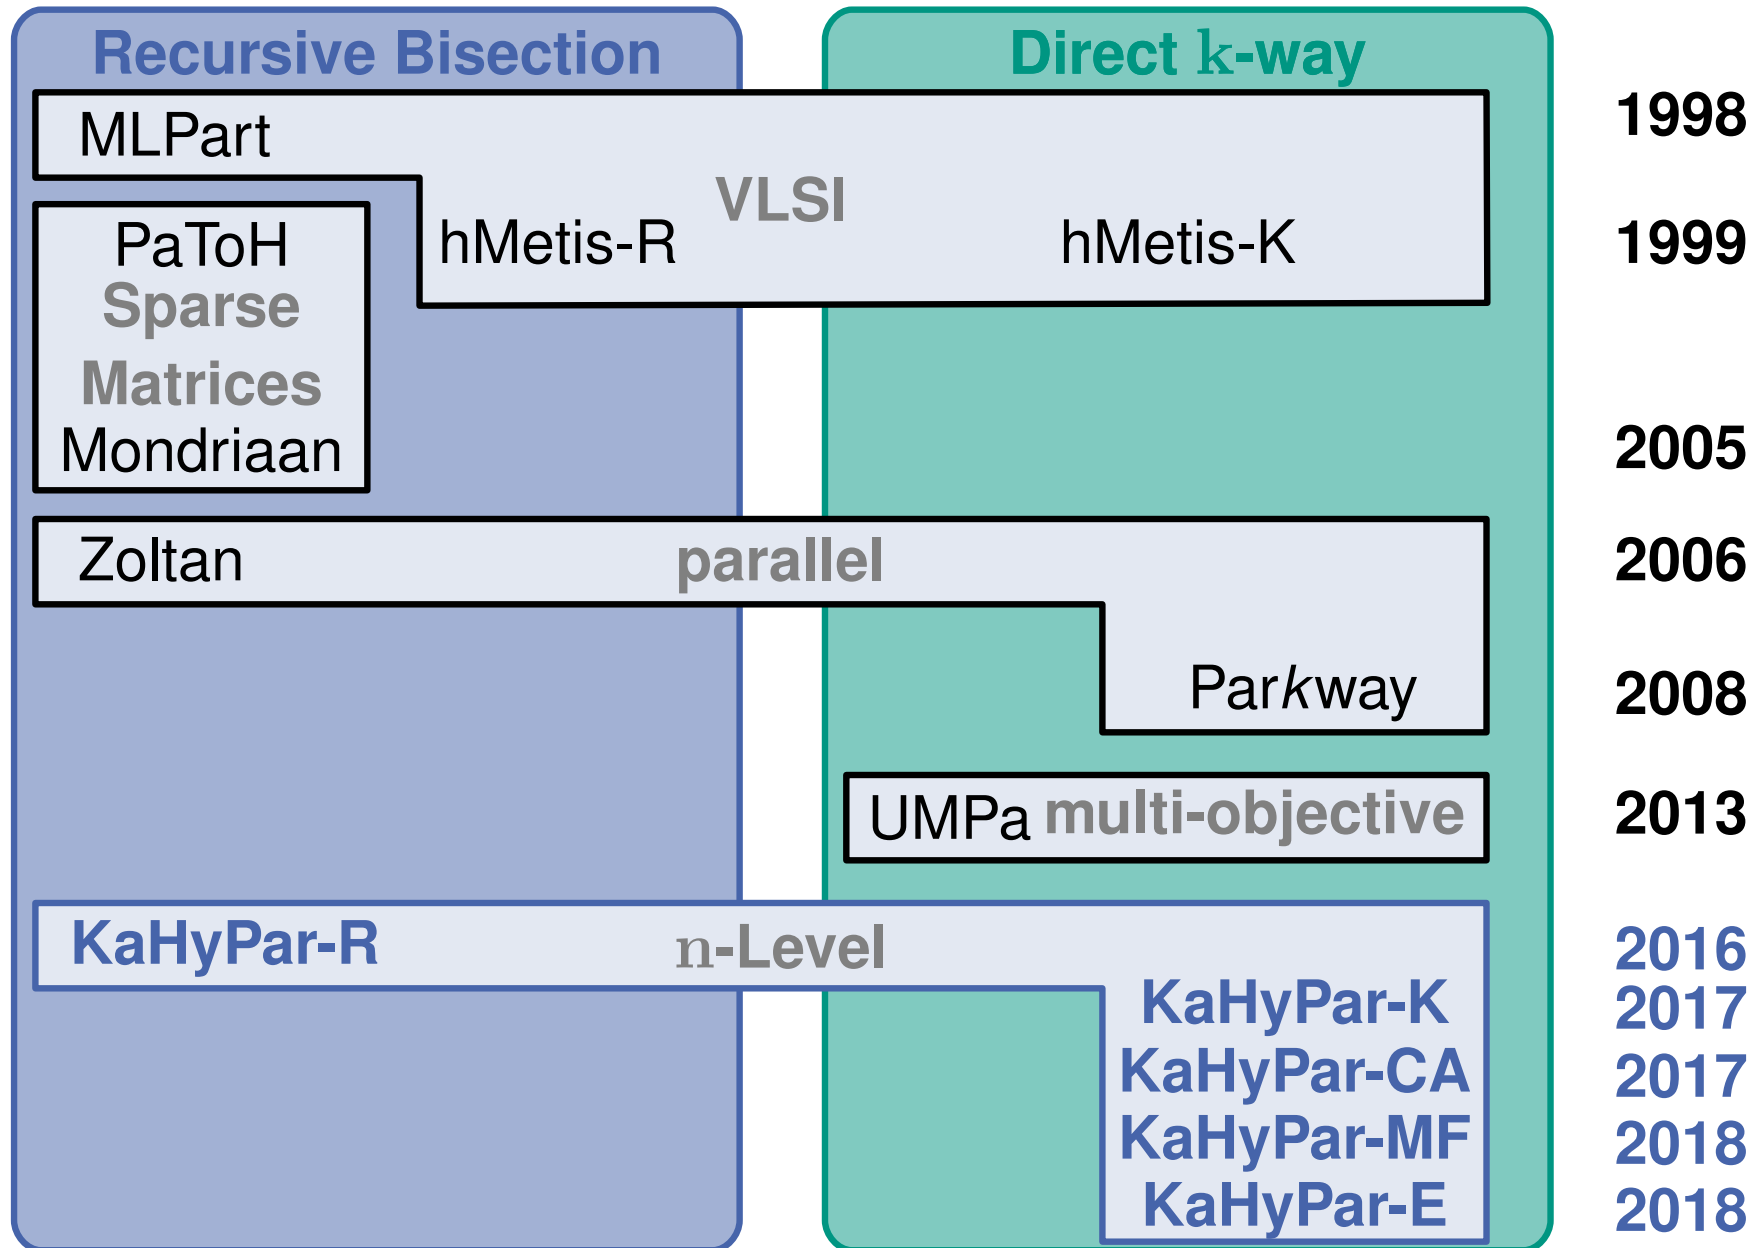 Recursive Bisection Direct k-way
MLPart 1998
VLSI
PaToH hMetis-R hMetis-K 1999
Sparse
Matrices
Mondriaan 2005
Zoltan parallel 2006
Parkway 2008
UMPa multi-objective 2013
KaHyPar-R n-Level 2016
KaHyPar-K 2017
KaHyPar-CA 2017
KaHyPar-MF 2018
KaHyPar-E 2018